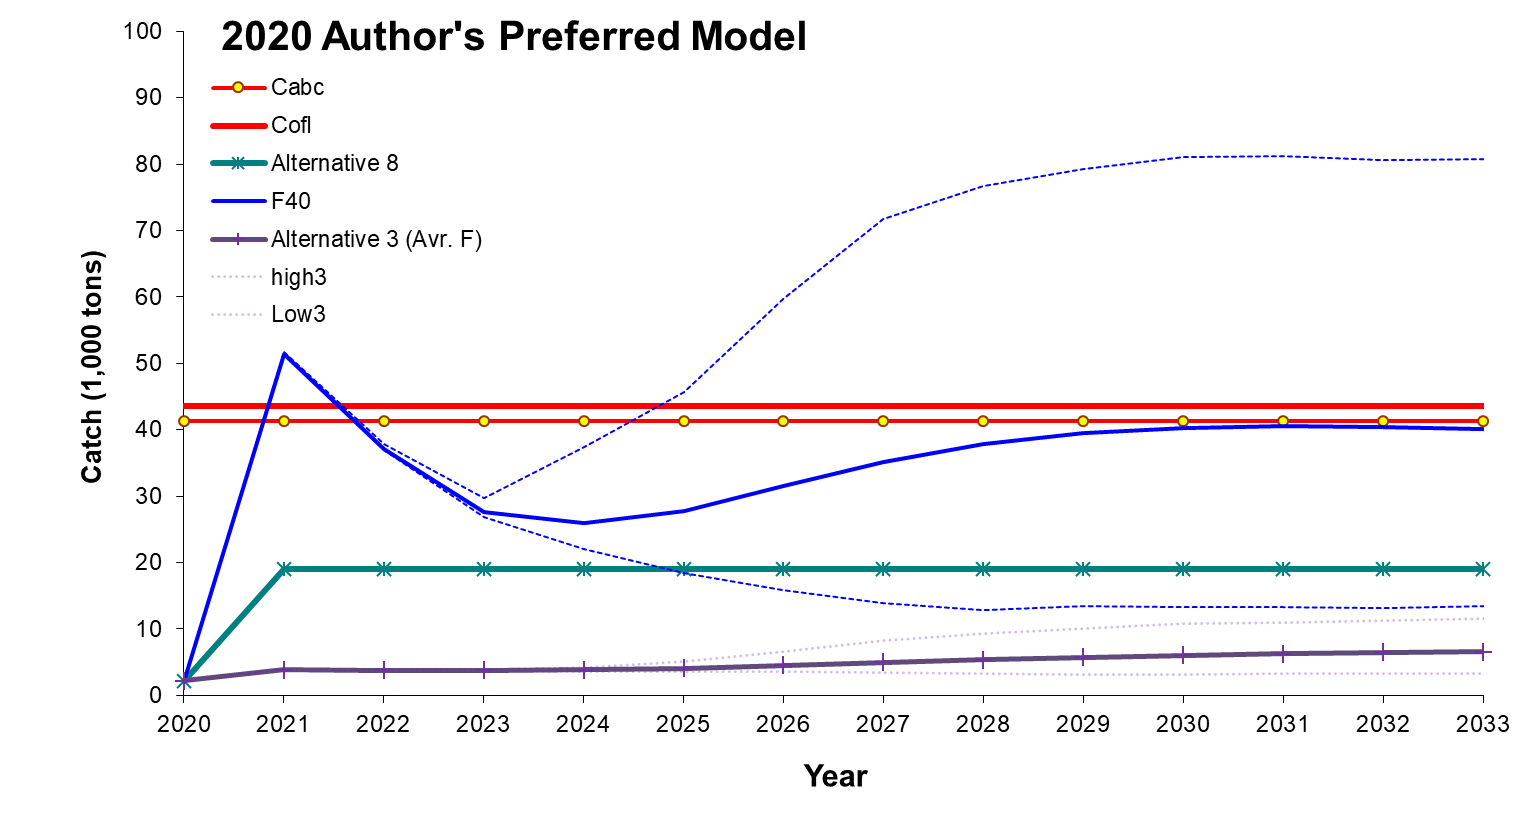 2020 Author's Preferred Model
Cabc
Cofl
Alternative 8
F40
Alternative 3 (Avr. F)
high3
Low3
Catch (1,000 tons)
100
90
80
70
60
50
40
30
20
10
0
2020 2021 2022 2023 2024 2025 2026 2027 2028 2029 2030 2031 2032 2033
Year